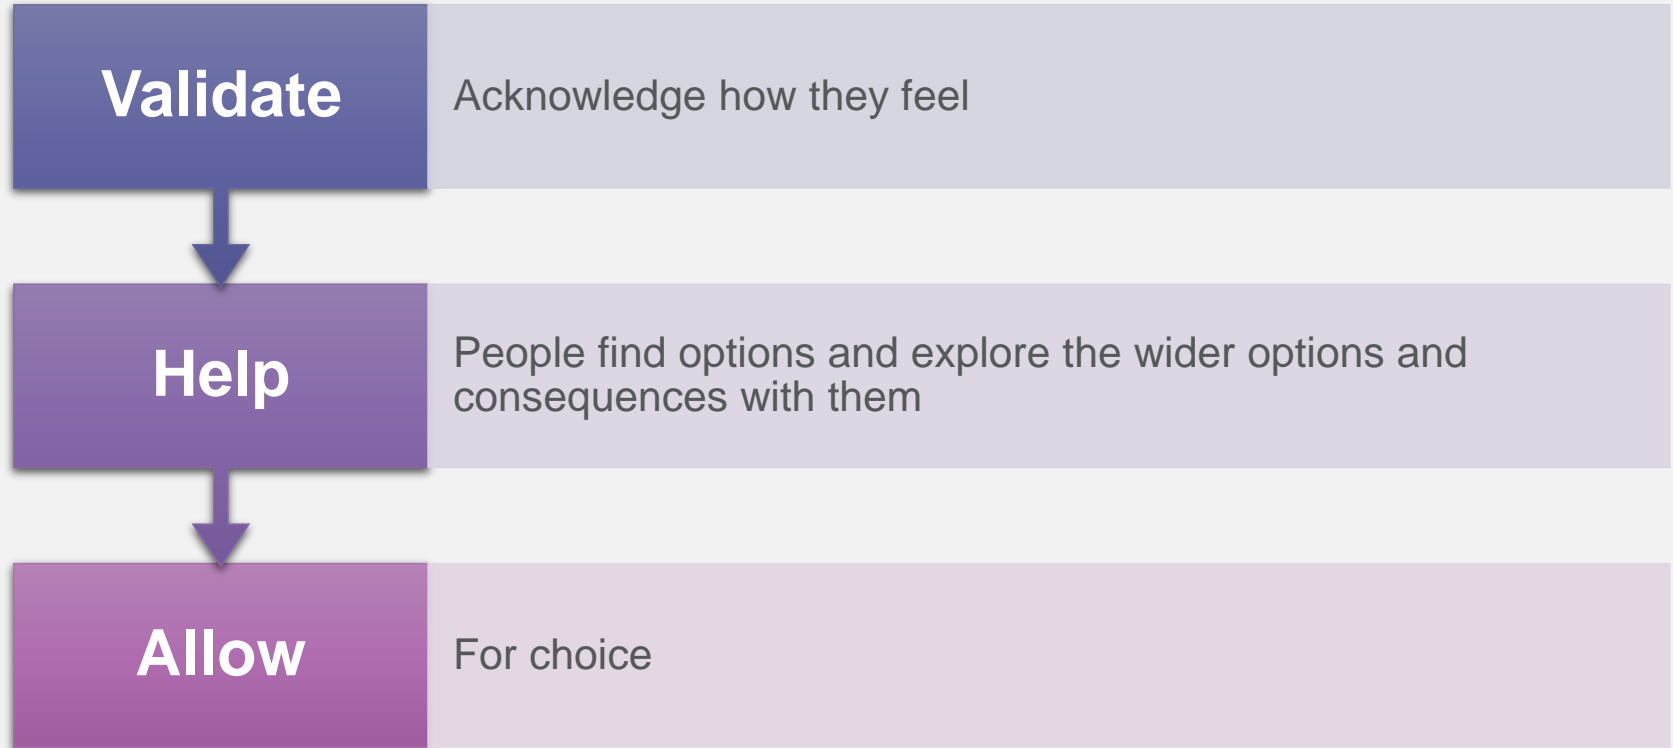 Validate
Acknowledge how they feel
Help
People find options and explore the wider options and
consequences with them
Allow
For choice